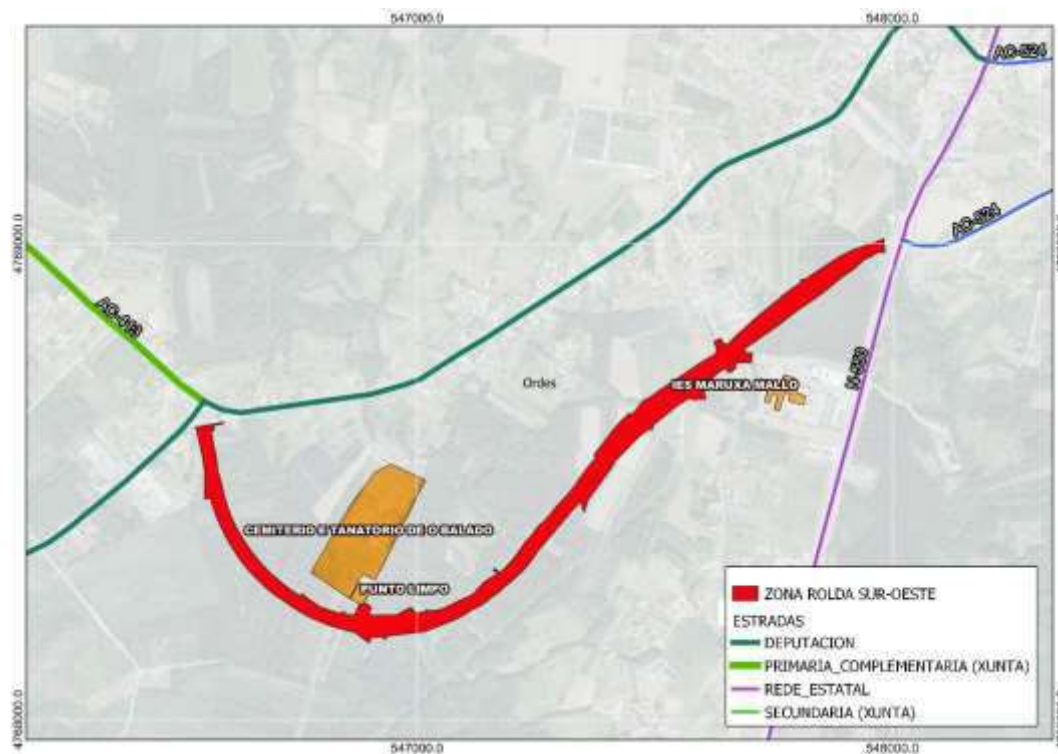 547000.0
548000.0
AC-524
4769000.0
AC-524
AC-413
Ordes
IES MARUXA MALLO
N-550
CEMITERIO E TANATORIO DE O BALADO
PUNTO LIMPO
ZONA ROLDA SUR-OESTE
ESTRADAS
DEPUTACION
PRIMARIA_COMPLEMENTARIA (XUNTA)
REDE_ESTATAL
SECUNDARIA (XUNTA)
4768000.0
547000.0
548000.0